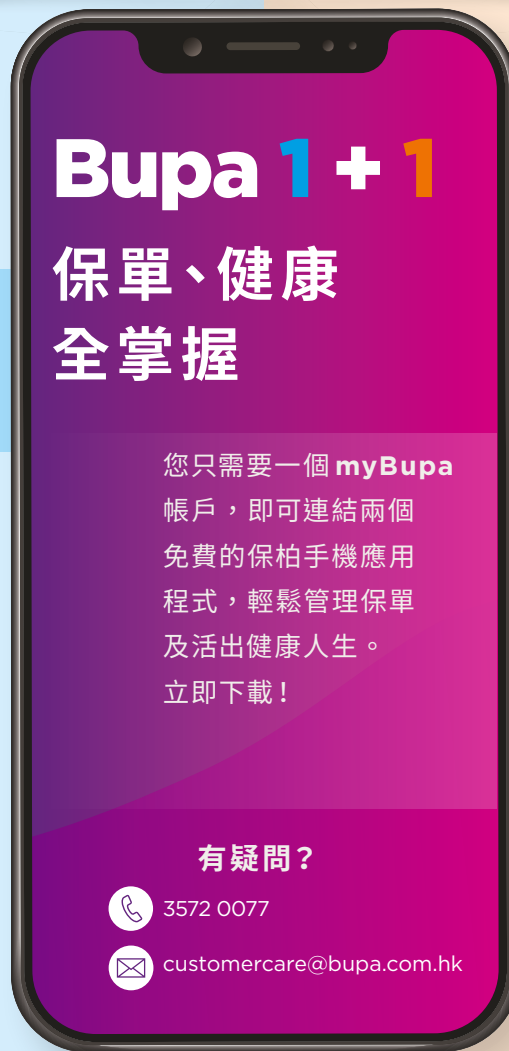 Bupa 1 + 1
保單、健康
全掌握
您只需要一個 myBupa
帳戶，即可連結兩個
免費的保柏手機應用
程式，輕鬆管理保單
及活出健康人生。
立即下載！
有疑問？
3572 0077
customercare@bupa.com.hk